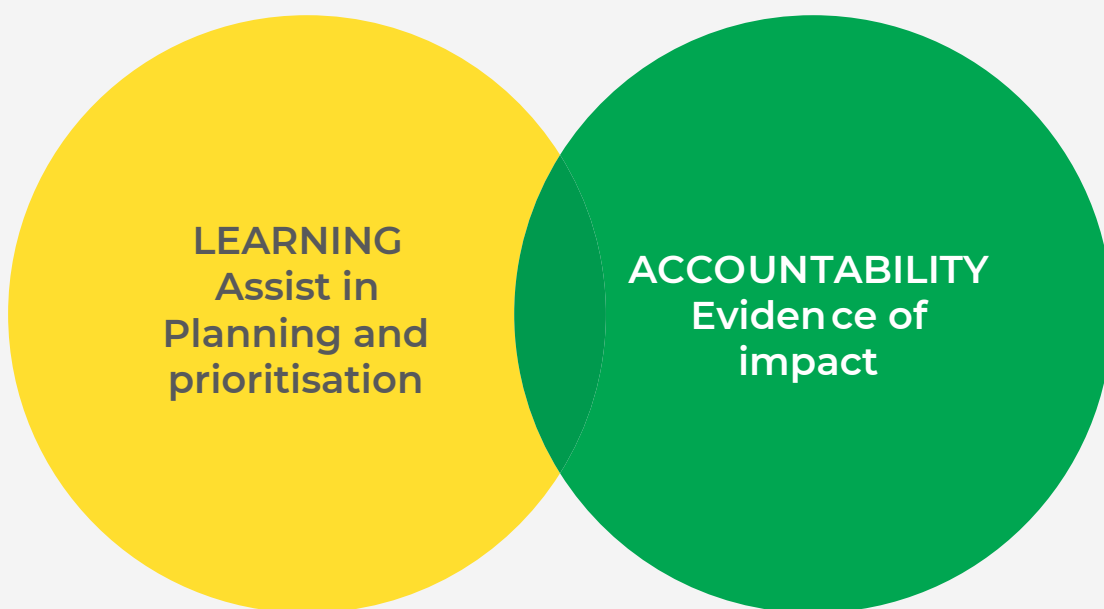 LEARNING
Assist in
Planning and
prioritisation
ACCOUNTABILITY
Evidence of
impact